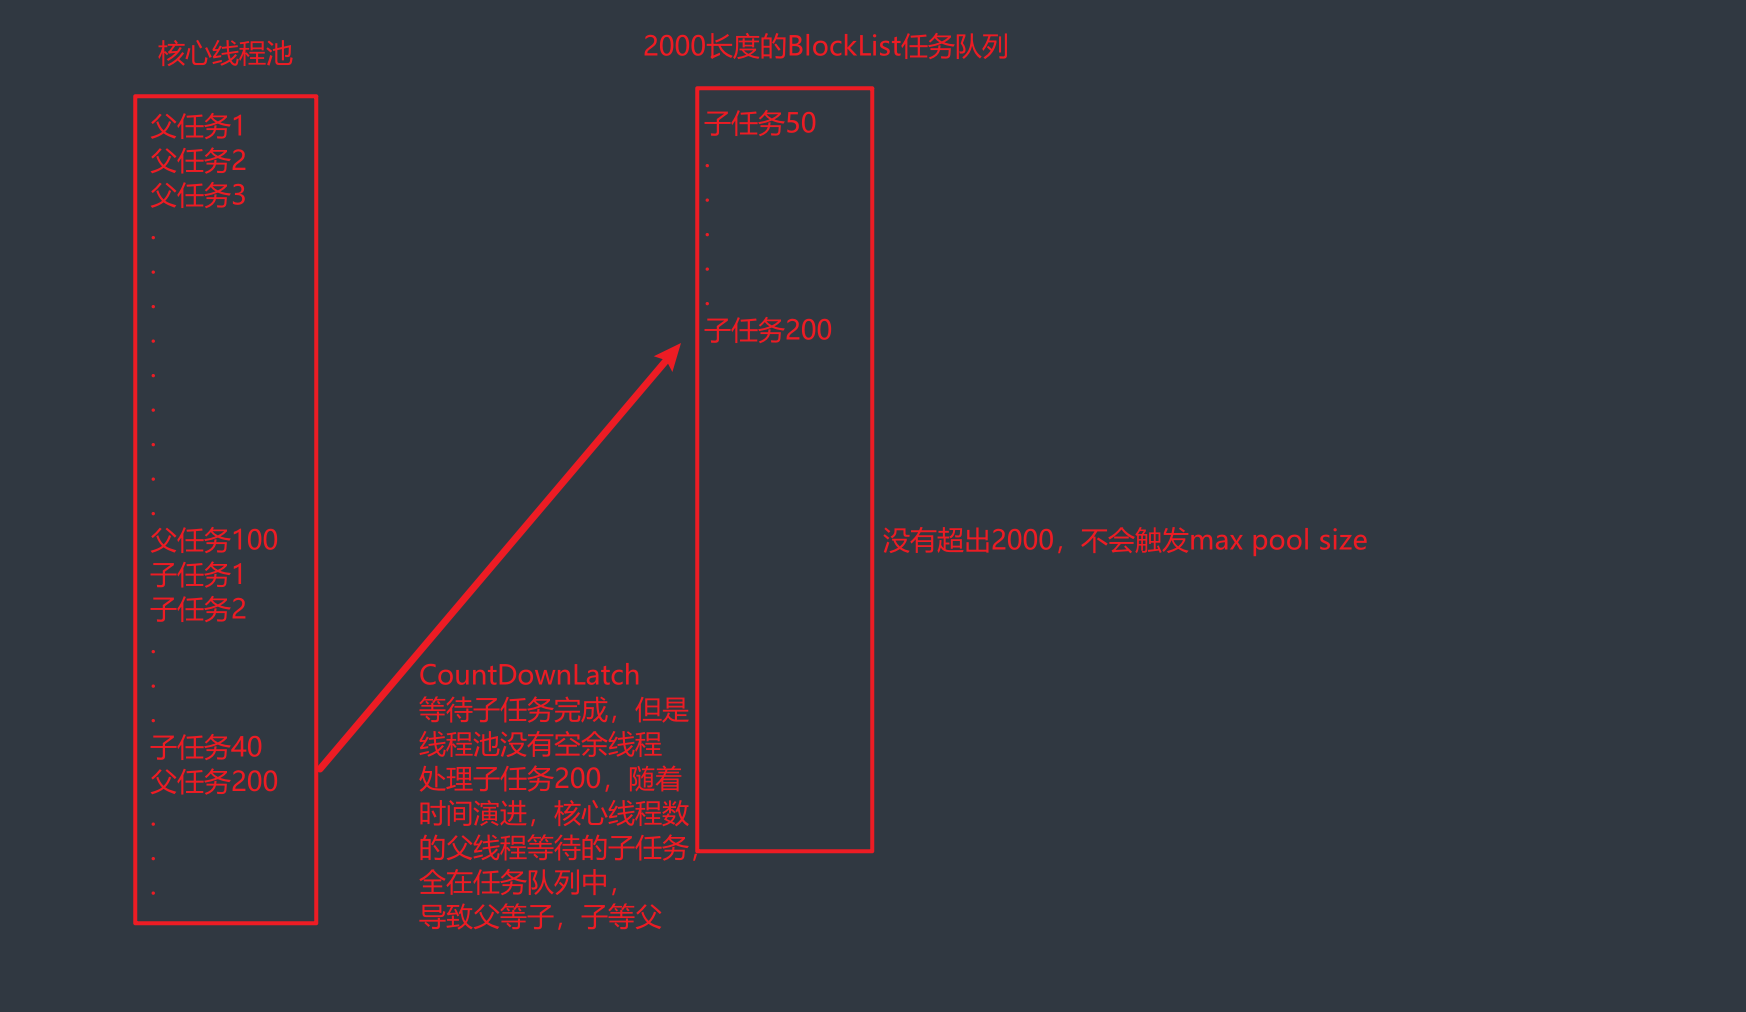 核心线程池
2000长度的BlockList任务队列
父任务1
父任务2
父任务3
.
.
.
.
.
.
.
.
.
父任务100
子任务1
子任务2
.
.
.
子任务40
父任务200
.
.
.
子任务50
.
.
.
.
.
子任务200
没有超出2000，不会触发max pool size
CountDownLatch
等待子任务完成，但是
线程池没有空余线程
处理子任务200，随着
时间演进，核心线程数
的父线程等待的子任务，
全在任务队列中，
导致父等子，子等父